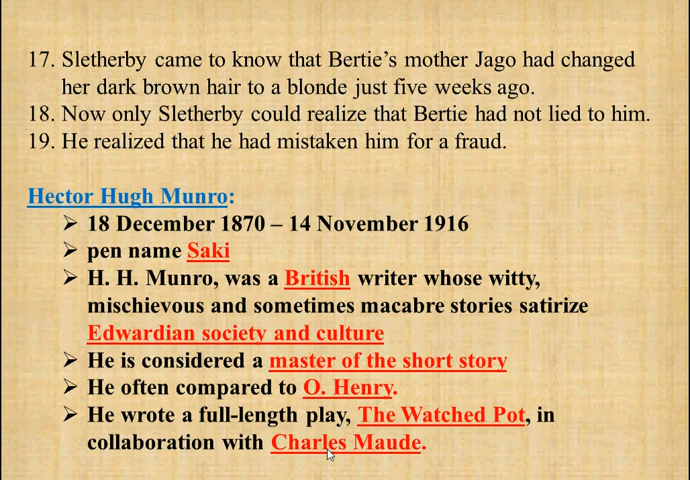 17. Sletherby came to know that Bertie's mother Jago had changed
her dark brown hair to a blonde just five weeks ago.
18. Now only Sletherby could realize that Bertie had not lied to him.
19. He realized that he had mistaken him for a fraud.
Hector Hugh Munro:
➢ 18 December 1870 – 14 November 1916
➢ pen name Saki
➢ H. H. Munro, was a British writer whose witty,
mischievous and sometimes macabre stories satirize
Edwardian society and culture
➢ He is considered a master of the short story
➢ He often compared to O. Henry.
➢ He wrote a full-length play, The Watched Pot, in
collaboration with Charles Maude.